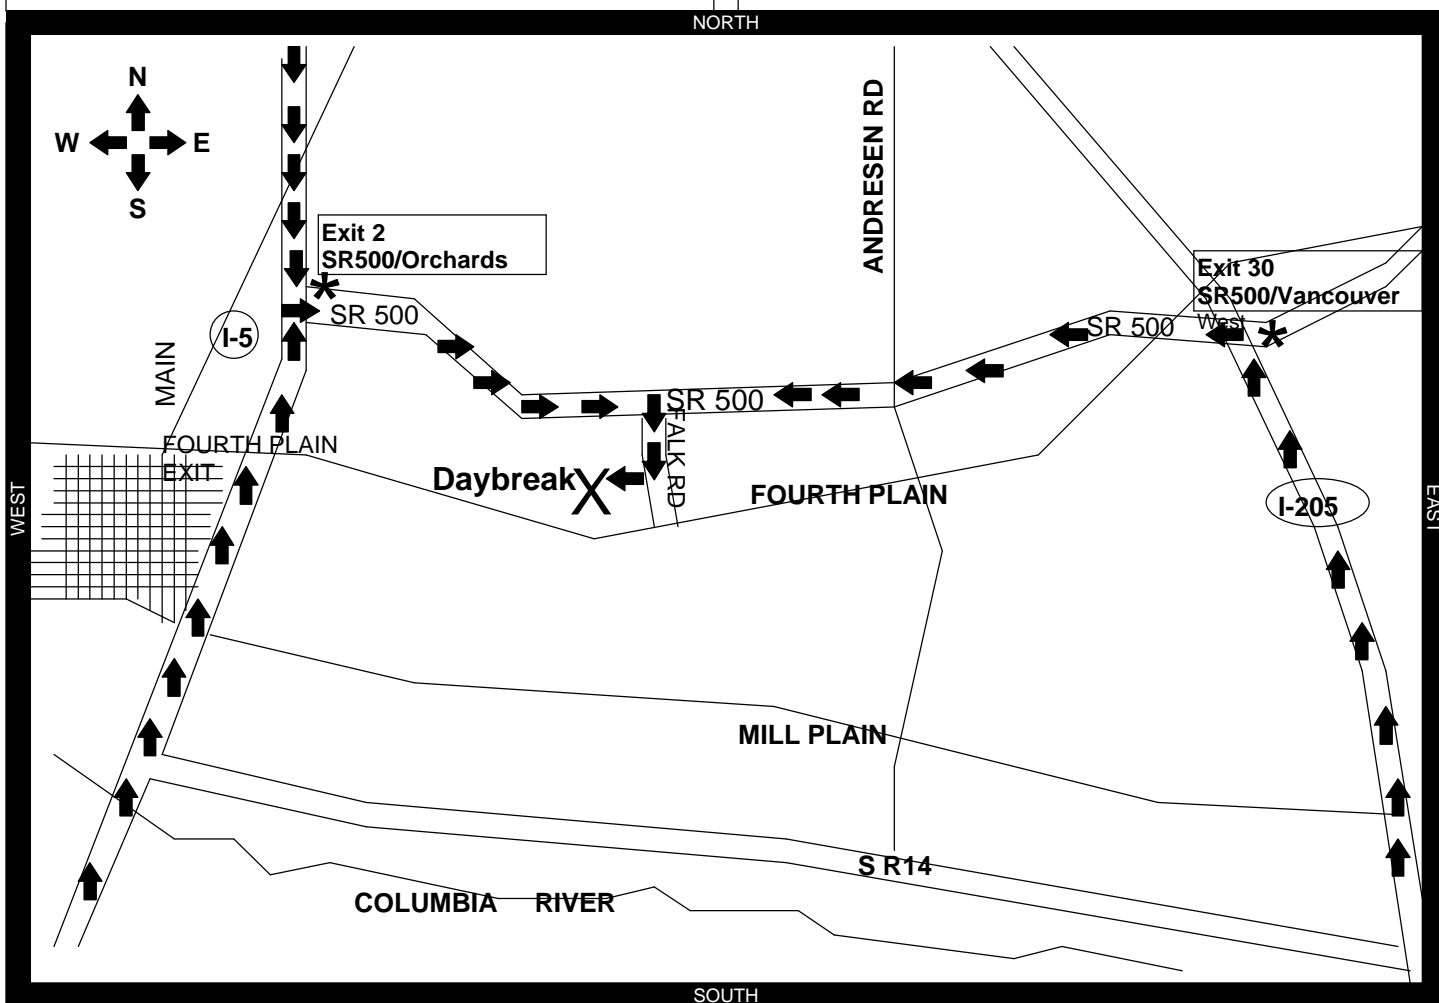 NORTH
N
W
E
S
Exit 2
SR500/Orchards
ANDRESEN RD
Exit 30
SR500/Vancouver
West
SR 500
SR 500
I-5
MAIN
SR 500
FALK RD
FOURTH PLAIN
EXIT
Daybreak
X
FOURTH PLAIN
I-205
WEST
EAST
MILL PLAIN
S R14
COLUMBIA RIVER
SOUTH